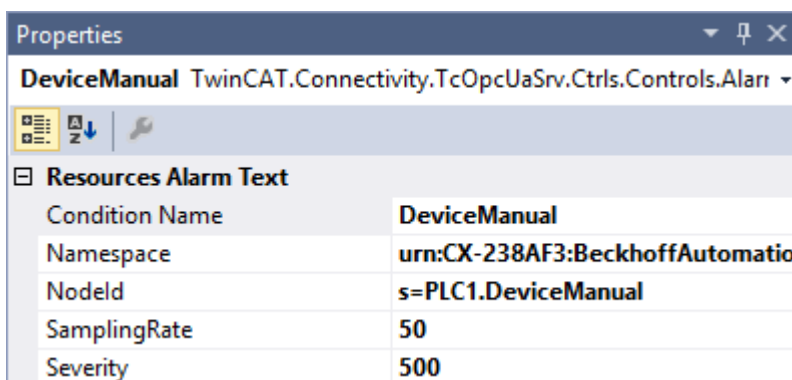 Properties
DeviceManual TwinCAT.Connectivity.TcOpcUaSrv.Ctrls.Controls.Alarr
Resources Alarm Text
Condition Name DeviceManual
Namespace urn:CX-238AF3:BeckhoffAutomatio
NodeId s=PLC1.DeviceManual
SamplingRate 50
Severity 500